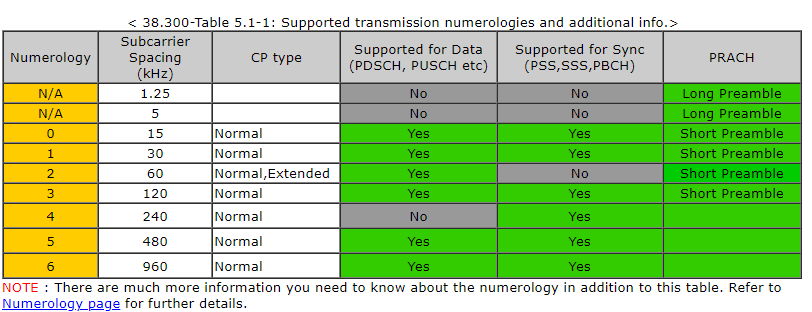 < 38.300-Table 5.1-1: Supported transmission numerologies and additional info.>
Numerology Subcarrier Spacing (kHz) CP type Supported for Data (PDSCH, PUSCH etc) Supported for Sync (PSS,SSS,PBCH) PRACH
N/A 1.25 No No Long Preamble
N/A 5 No No Long Preamble
0 15 Normal Yes Yes Short Preamble
1 30 Normal Yes Yes Short Preamble
2 60 Normal,Extended Yes No Short Preamble
3 120 Normal Yes Yes Short Preamble
4 240 Normal No Yes
5 480 Normal Yes Yes
6 960 Normal Yes Yes
NOTE : There are much more information you need to know about the numerology in addition to this table. Refer to
Numerology page for further details.